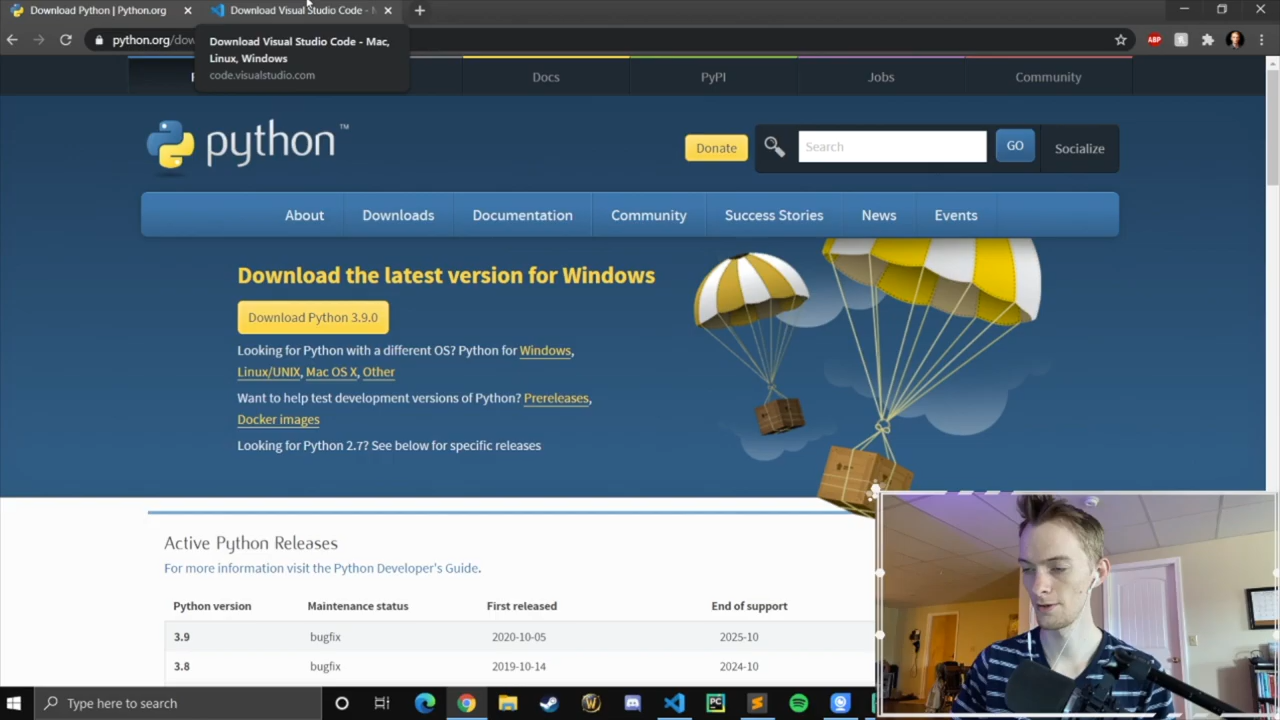 Download Python | Python.org
Download Visual Studio Code -
python.org/dow
Download Visual Studio Code - Mac,
Linux, Windows
code.visualstudio.com
ABP
Docs
PyPI
Jobs
Community
python™
Donate
Search
GO
Socialize
About
Downloads
Documentation
Community
Success Stories
News
Events
Download the latest version for Windows
Download Python 3.9.0
Looking for Python with a different OS? Python for Windows,
Linux/UNIX, Mac OS X, Other
Want to help test development versions of Python? Prereleases,
Docker images
Looking for Python 2.7? See below for specific releases
Active Python Releases
For more information visit the Python Developer's Guide.
Python version Maintenance status First released End of support
3.9 bugfix 2020-10-05 2025-10
3.8 bugfix 2019-10-14 2024-10
Type here to search
PC